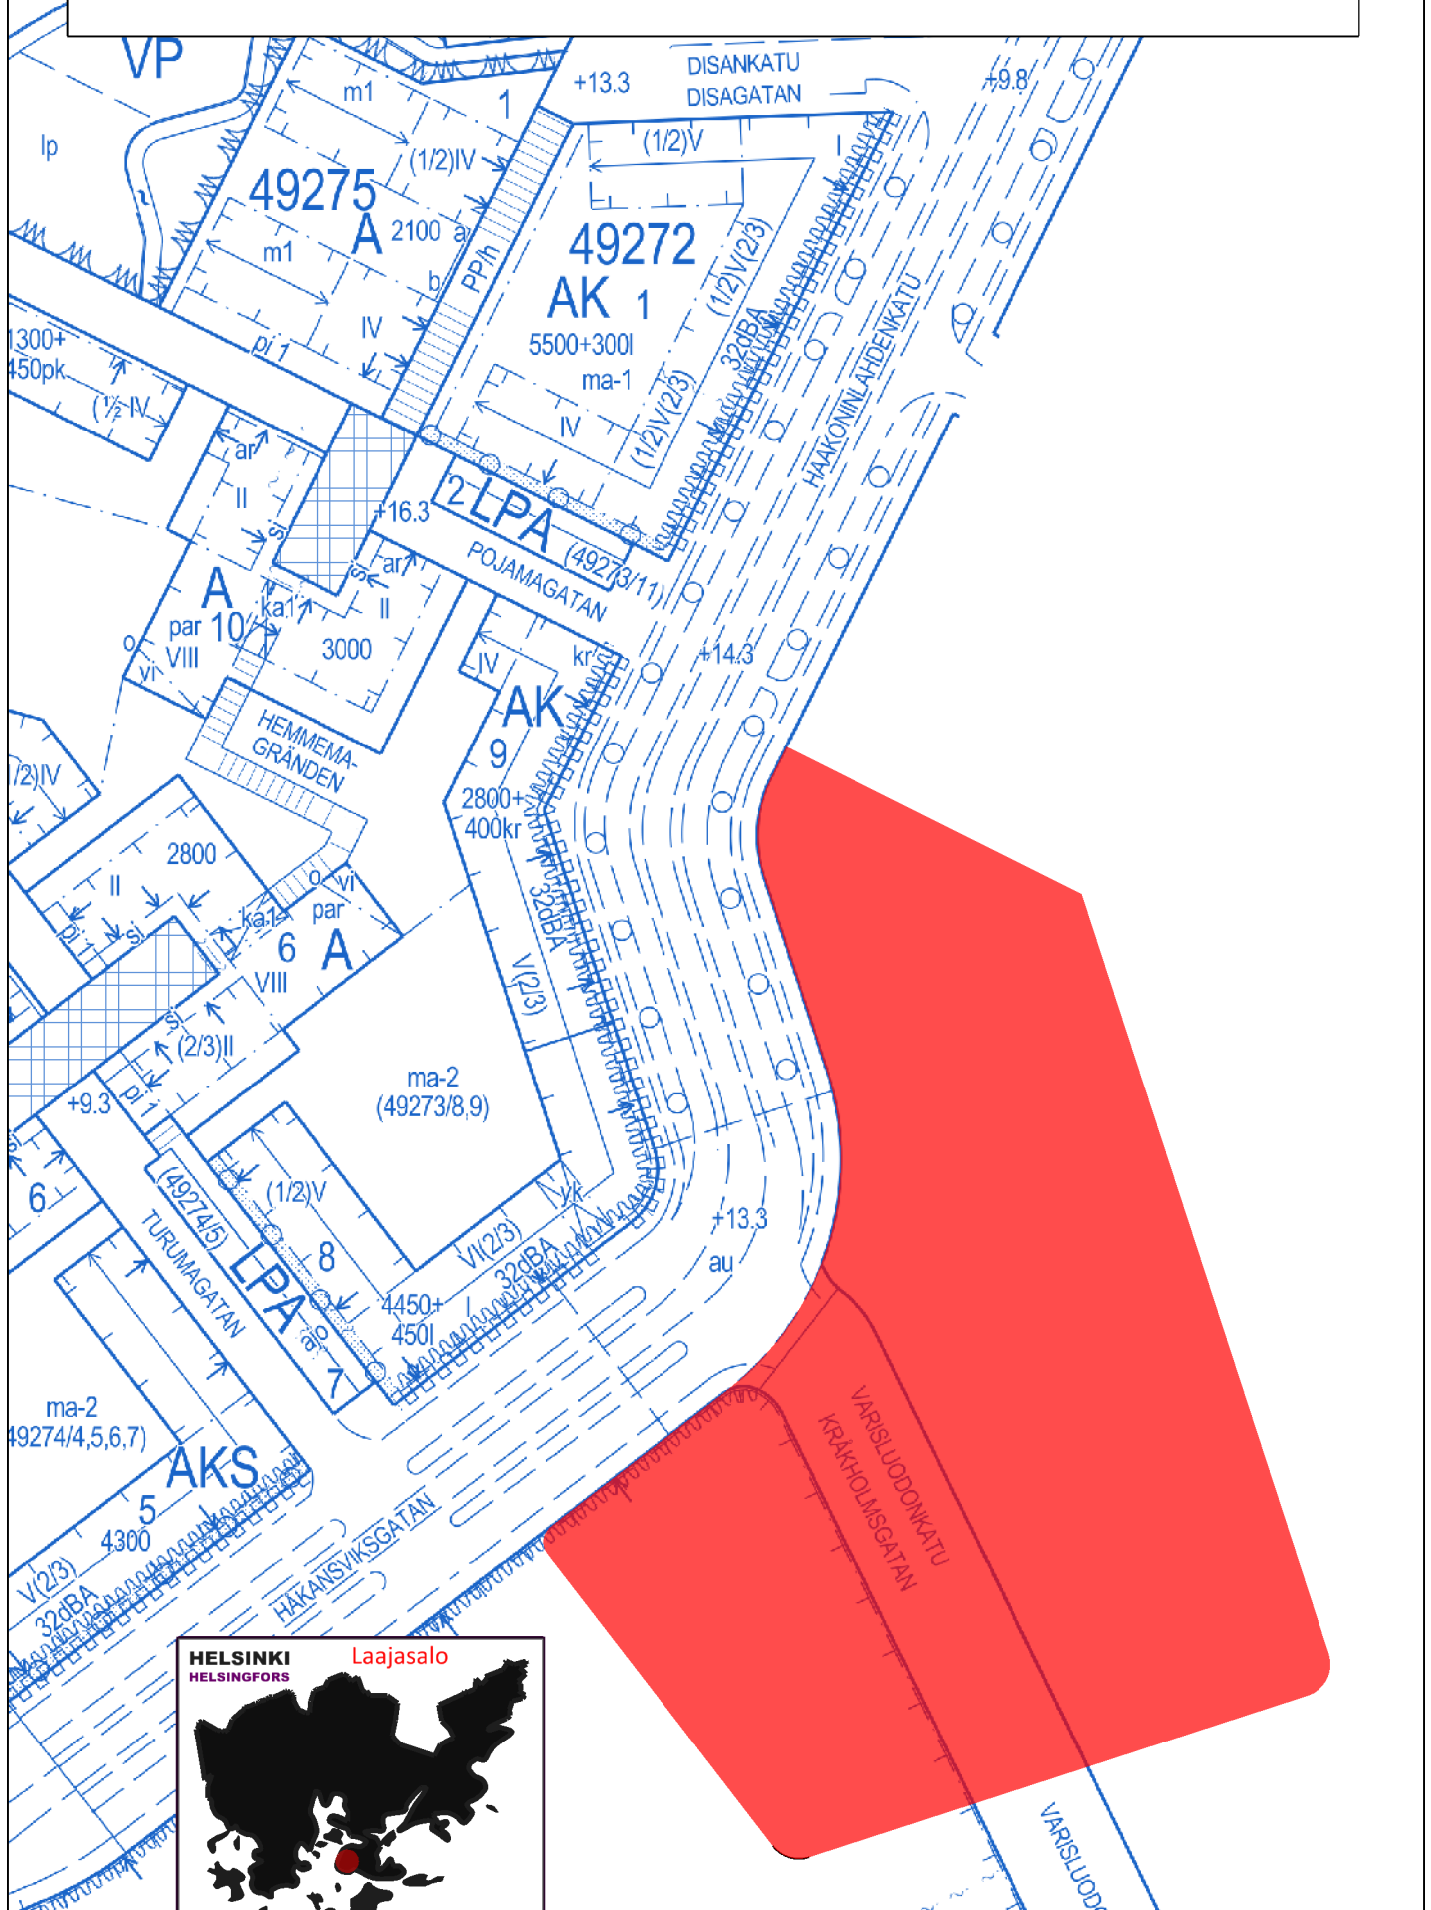 VP
DISANKATU
DISAGATAN
+13.3
+9.8
m1
1
lp
(1/2)IV
(1/2)V
I
49275
A
2100
a
m1
b
PP/h
49272
AK 1
(1/2)V(2/3)
5500+300l
ma-1
32dBA
HAAKONINLAHDENKATU
1300+
450pk
pi 1
IV
(½ IV
IV
(1/2)V(2/3)
ar
II
si
+16.3
2
LPA
(49273/11)
POJAMAGATAN
A
par 10
VIII
o
vi
ka1
si
ar
II
3000
IV
kr
+14.3
AK
9
2800+
400kr
HEMMEMA-
GRÄNDEN
/2)IV
2800
II
pi 1
si
ka1
o
vi
par
6 A
VIII
32dBA
V(2/3)
si
(2/3)II
pi 1
+9.3
ma-2
(49273/8,9)
si
6
(49274/5)
(1/2)V
yk
+13.3
au
TURUMAGATAN
LPA
8
VI(2/3)
32dBA
4450+
450l
I
ajo
7
ma-2
49274/4,5,6,7)
AKS
5
4300
V(2/3)
32dBA
HÅKANSVIKSGATAN
VARISLUODONKATU
KRÅKHOLMSGATAN
HELSINKI
HELSINGFORS
Laajasalo
VARISLUODO